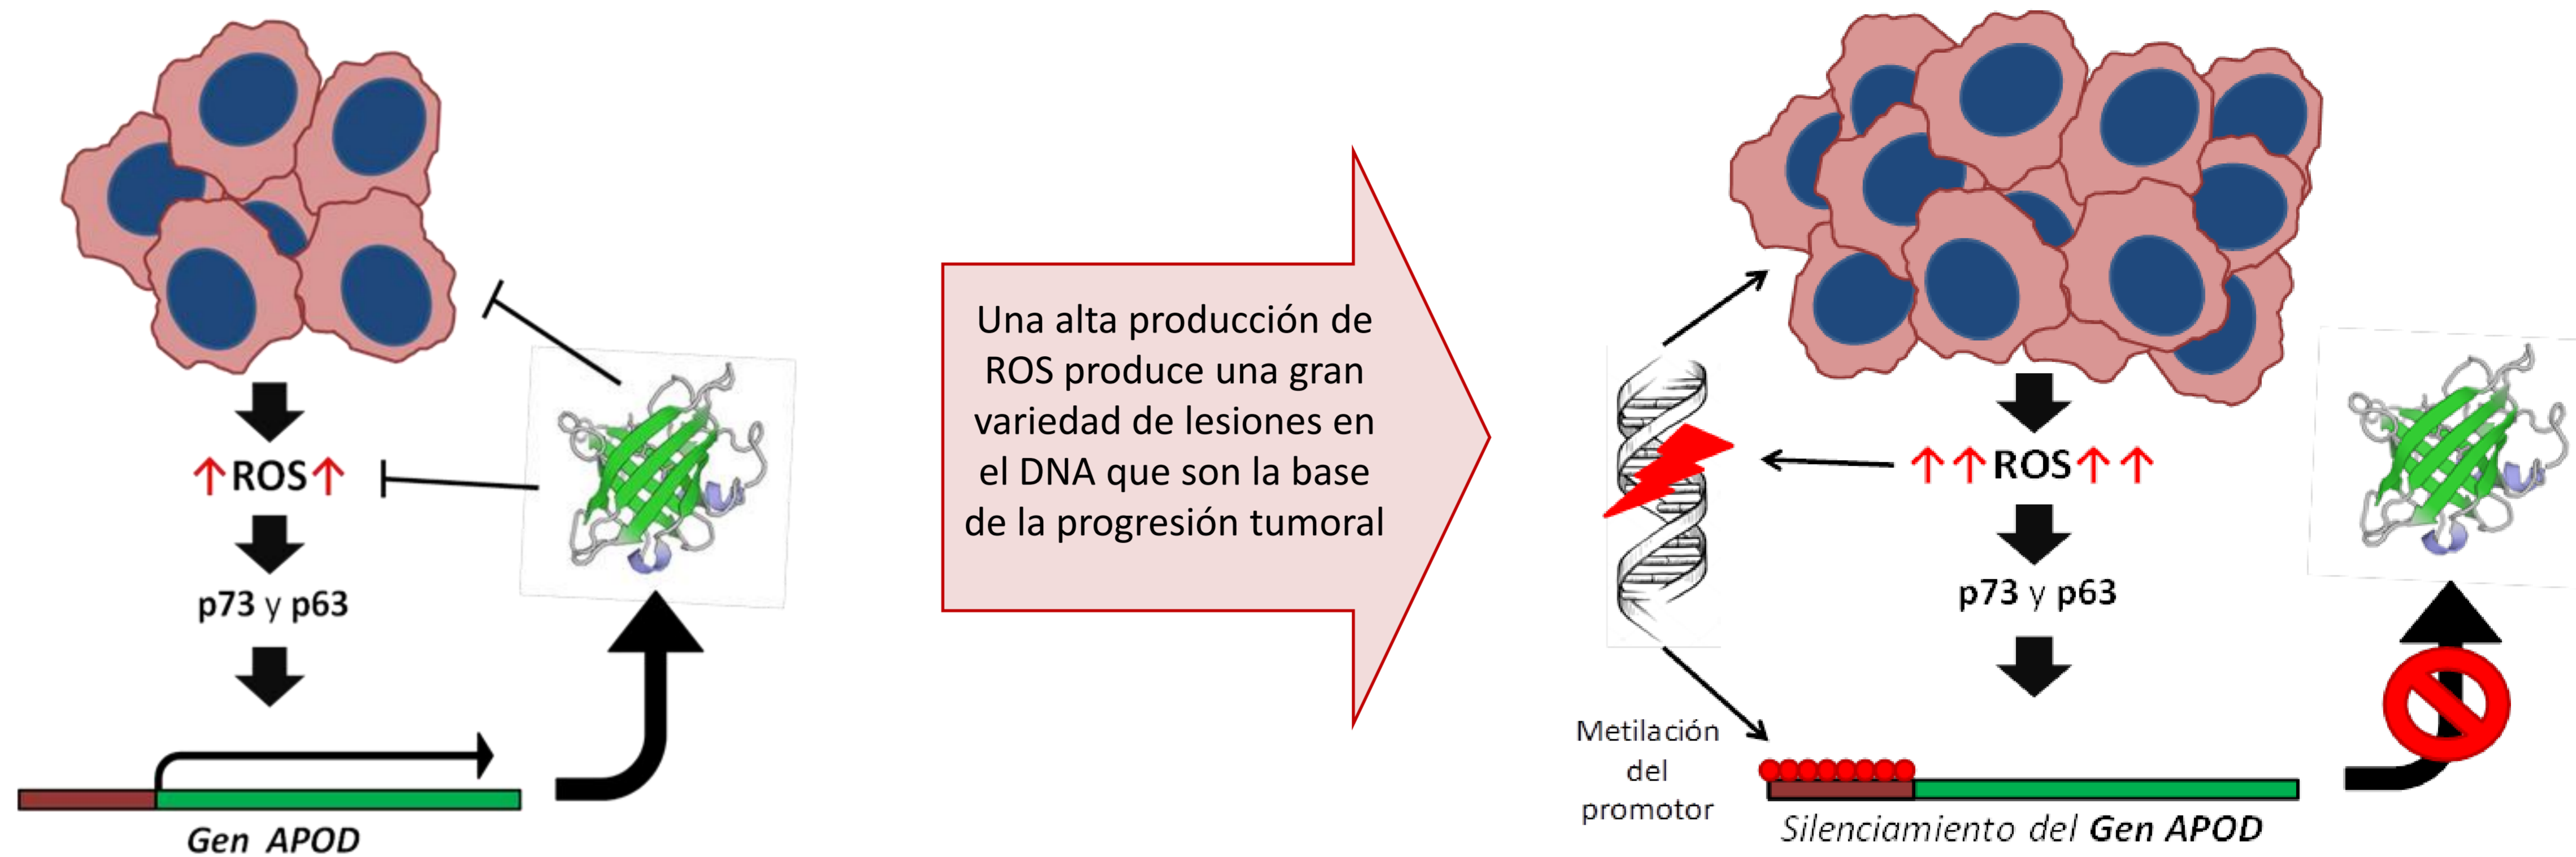 ↑ROS↑
p73 y p63
Gen APOD
Una alta producción de
ROS produce una gran
variedad de lesiones en
el DNA que son la base
de la progresión tumoral
↑↑ROS↑↑
p73 y p63
Metilación
del
promotor
Silenciamiento del Gen APOD